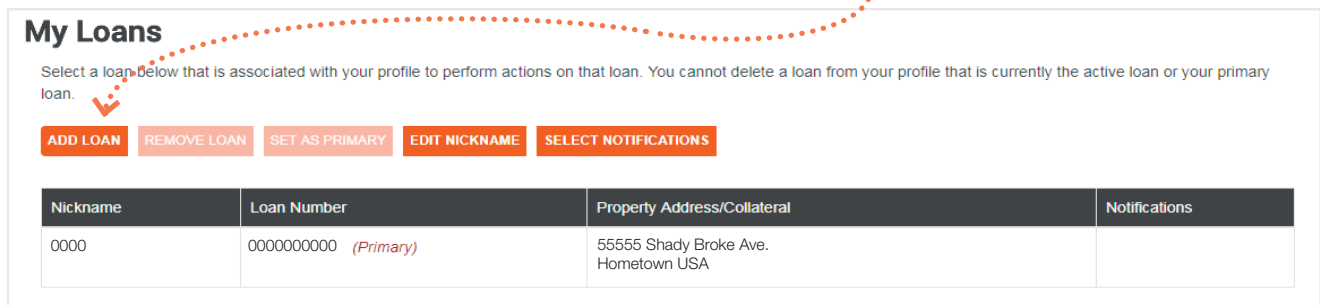 My Loans
Select a loan below that is associated with your profile to perform actions on that loan. You cannot delete a loan from your profile that is currently the active loan or your primary
loan.
ADD LOAN REMOVE LOAN SET AS PRIMARY EDIT NICKNAME SELECT NOTIFICATIONS
Nickname Loan Number Property Address/Collateral Notifications
0000 0000000000 (Primary) 55555 Shady Broke Ave.
Hometown USA